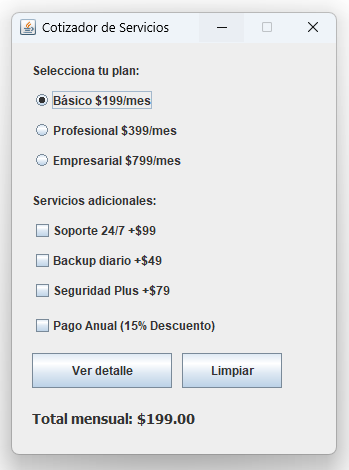 Cotizador de Servicios
Selecciona tu plan:
Básico $199/mes
Profesional $399/mes
Empresarial $799/mes
Servicios adicionales:
Soporte 24/7 +$99
Backup diario +$49
Seguridad Plus +$79
Pago Anual (15% Descuento)
Ver detalle Limpiar
Total mensual: $199.00